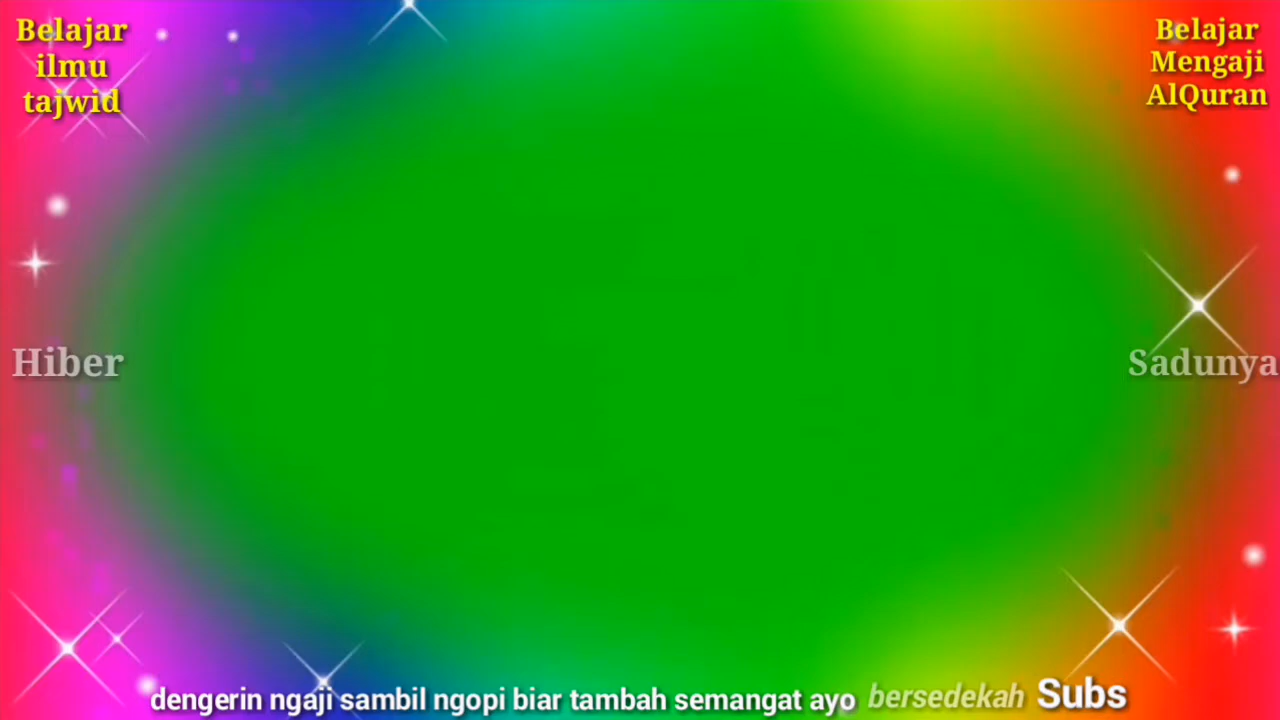 Belajar
ilmu
tajwid
Belajar
Mengaji
AlQuran
Hiber
Sadunya
dengerin ngaji sambil ngopi biar tambah semangat ayo bersedekah Subs